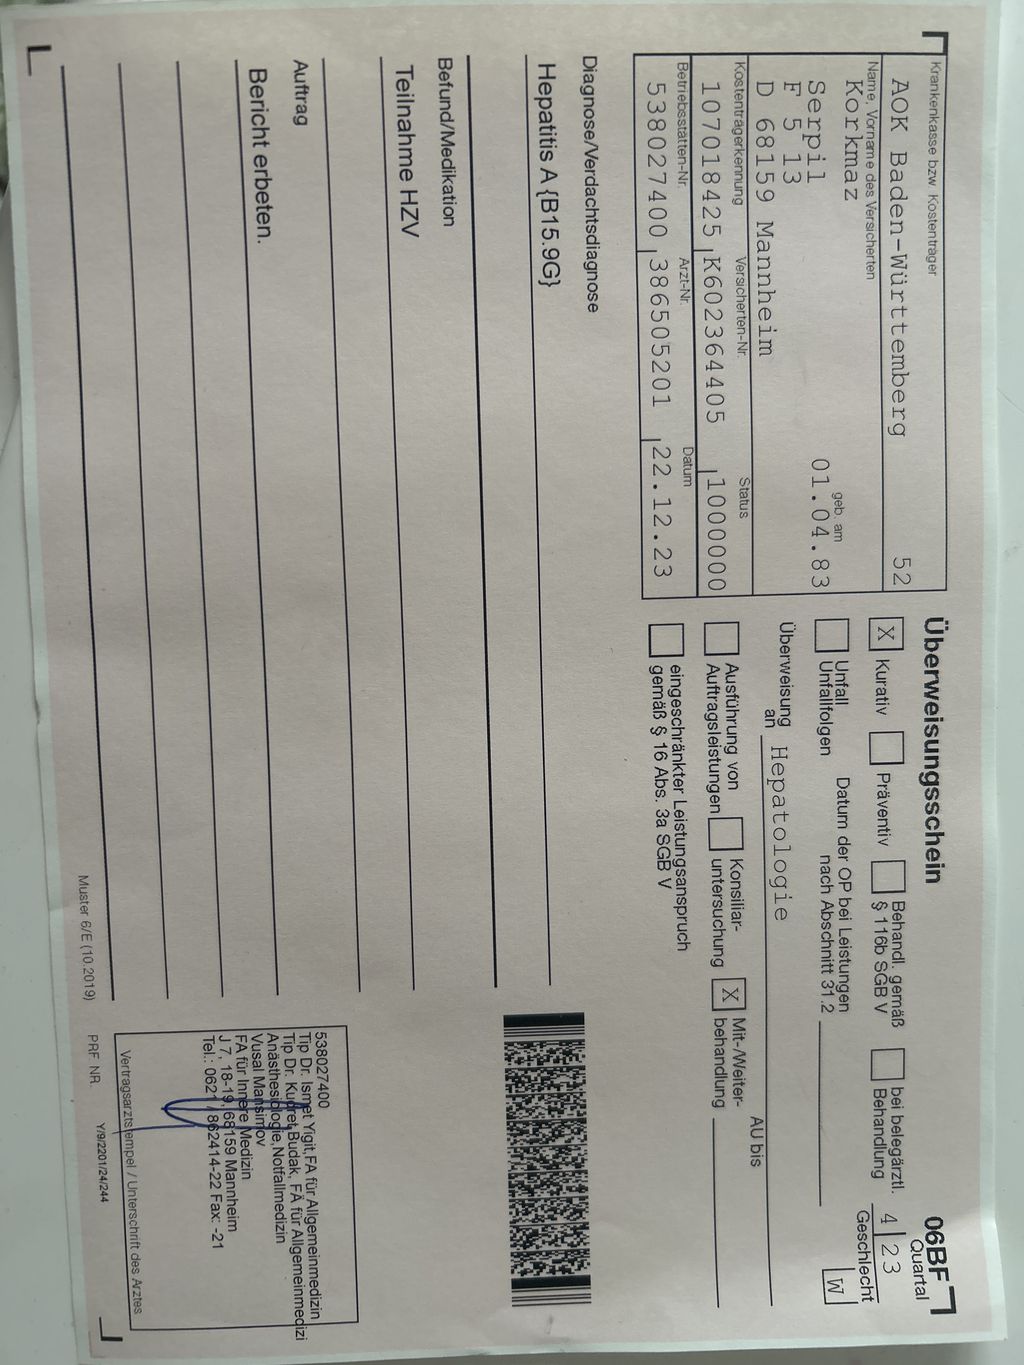 Krankenkasse bzw. Kostenträger
AOK Baden-Württemberg 52
Name, Vorname des Versicherten
Korkmaz
geb. am
Serpil 01.04.83
F 5 13
D 68159 Mannheim
Kostenträgerkennung Versicherten-Nr. Status
107018425 K602364405 1000000
Betriebsstätten-Nr. Arzt-Nr. Datum
538027400 386505201 22.12.23
Überweisungsschein 06BF
Quartal
4 23
X Kurativ Präventiv Behandl. gemäß § 116b SGB V bei belegärztl. Behandlung
Geschlecht
W
Unfall
Unfallfolgen
Datum der OP bei Leistungen
nach Abschnitt 31.2
Überweisung
an Hepatologie
AU bis
Ausführung von
Auftragsleistungen
Konsiliar-
untersuchung
X Mit-/Weiter-
behandlung
eingeschränkter Leistungsanspruch
gemäß § 16 Abs. 3a SGB V
Diagnose/Verdachtsdiagnose
Hepatitis A {B15.9G}
Befund/Medikation
Teilnahme HZV
Auftrag
Bericht erbeten.
538027400
Tip Dr. Ismet Yigit,FA für Allgemeinmedizin
Tip Dr. Kudret Budak, FA für Allgemeinmedizi
Anästhesiologie,Notfallmedizin
Vusal Mansimov
FA für Innere Medizin
J 7, 18-19, 68159 Mannheim
Tel.: 0621 / 862414-22 Fax: -21
Vertragsarztstempel / Unterschrift des Arztes
Muster 6/E (10.2019)
PRF NR. Y/9/2201/24/244